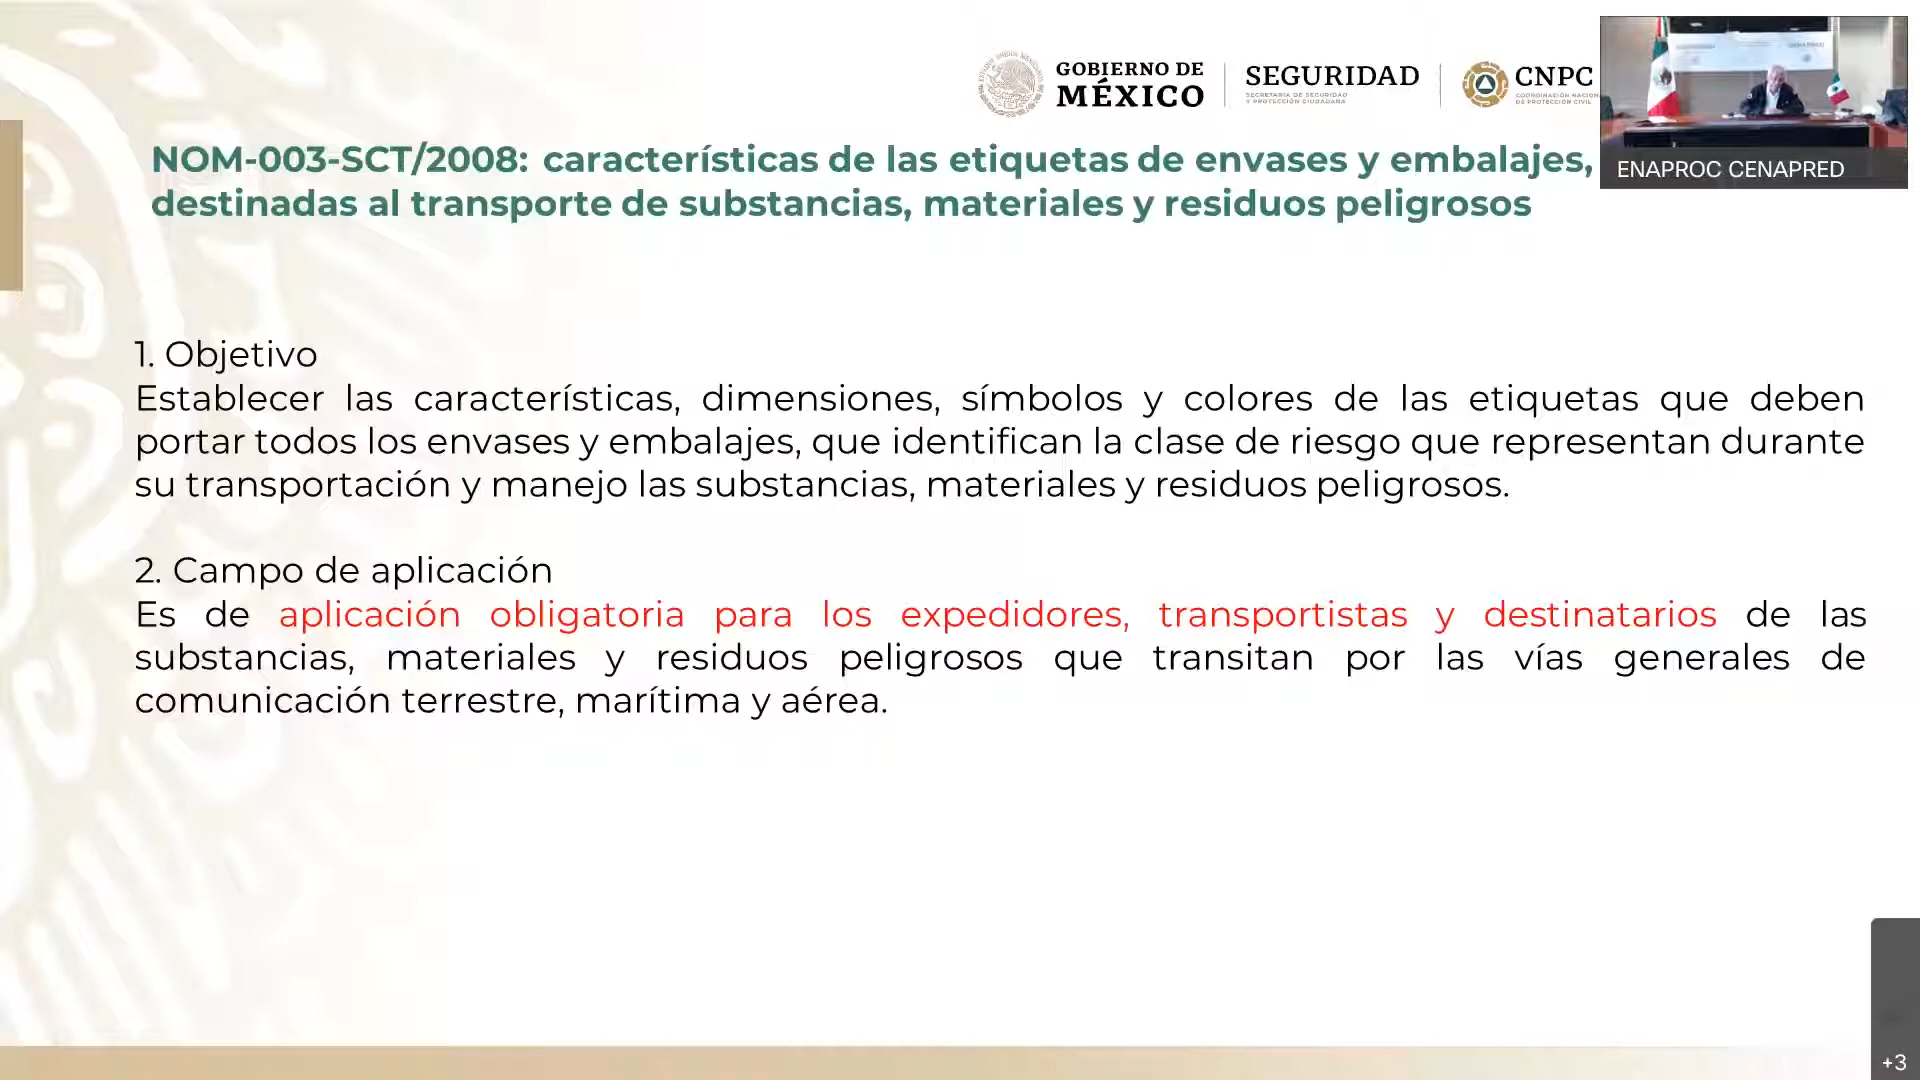 GOBIERNO DE
MÉXICO
SEGURIDAD
SECRETARÍA DE SEGURIDAD
Y PROTECCIÓN CIUDADANA
CNPC
COORDINACIÓN NACION
DE PROTECCIÓN CIVIL
ENAPROC CENAPRED
NOM-003-SCT/2008: características de las etiquetas de envases y embalajes,
destinadas al transporte de substancias, materiales y residuos peligrosos
1. Objetivo
Establecer las características, dimensiones, símbolos y colores de las etiquetas que deben
portar todos los envases y embalajes, que identifican la clase de riesgo que representan durante
su transportación y manejo las substancias, materiales y residuos peligrosos.
2. Campo de aplicación
Es de aplicación obligatoria para los expedidores, transportistas y destinatarios de las
substancias, materiales y residuos peligrosos que transitan por las vías generales de
comunicación terrestre, marítima y aérea.
+3